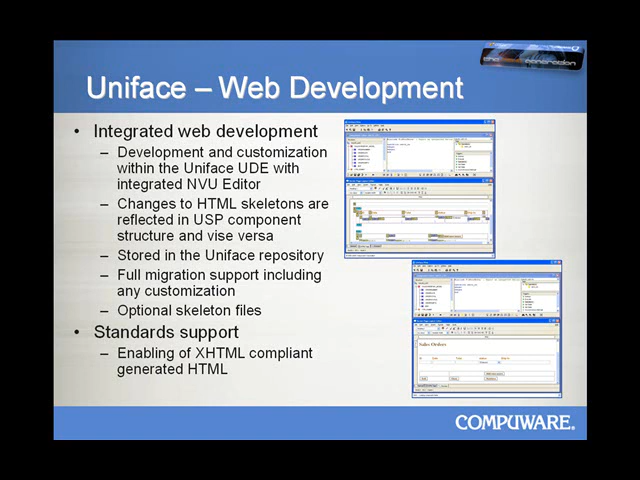 Uniface – Web Development
• Integrated web development
– Development and customization
within the Uniface UDE with
integrated NVU Editor
– Changes to HTML skeletons are
reflected in USP component
structure and vise versa
– Stored in the Uniface repository
– Full migration support including
any customization
– Optional skeleton files
• Standards support
– Enabling of XHTML compliant
generated HTML
Sales Orders
COMPUWARE.